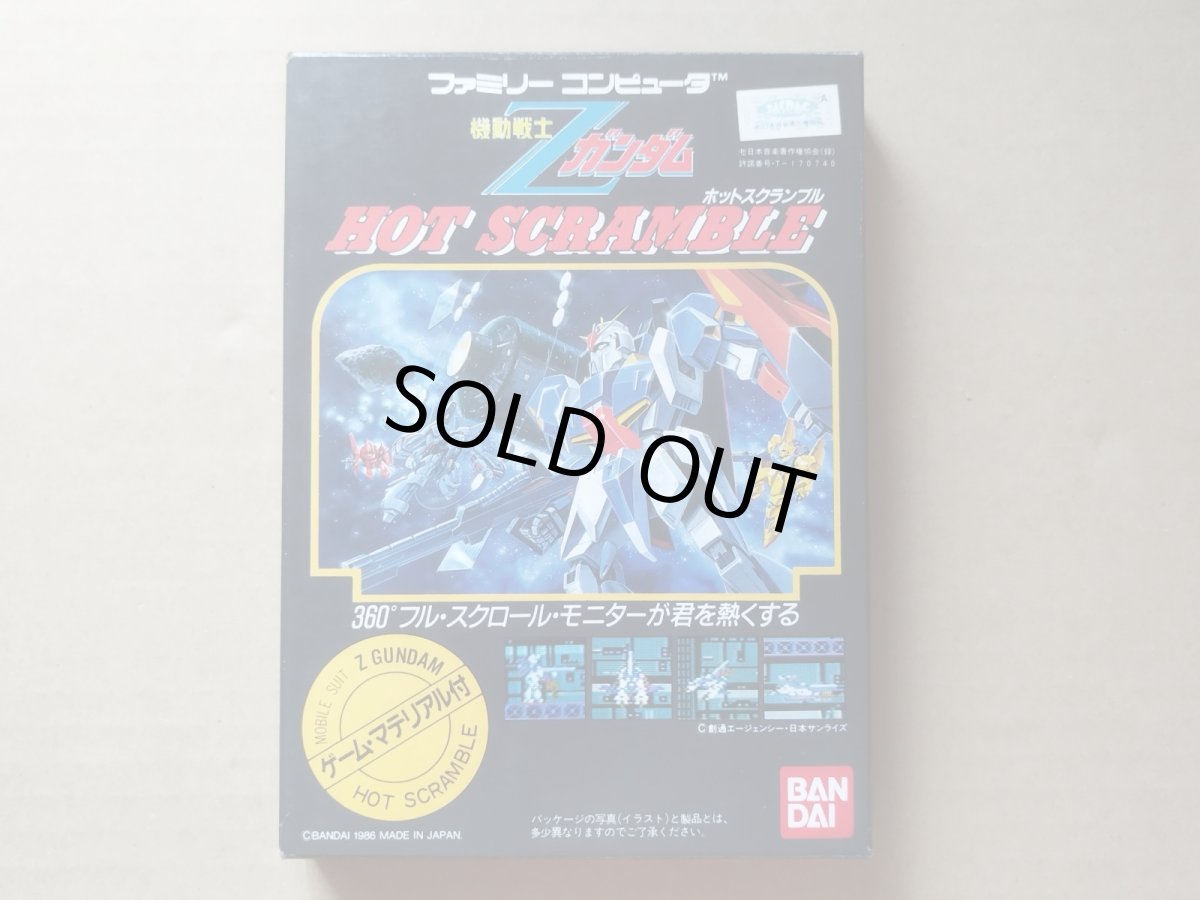 ファミリー コンピュータ™
機動戦士
Zガンダム
ホットスクランブル
HOT SCRAMBLE
A
日本音楽著作権協会(録)
許諾番号・T-170740
SOLD OUT
360°フル・スクロール・モニターが君を熱くする
MOBILE SUIT Z GUNDAM
ゲーム・マテリアル付
HOT SCRAMBLE
C 創通エージェンシー・日本サンライズ
©BANDAI 1986 MADE IN JAPAN.
パッケージの写真(イラスト)と製品とは、
多少異なりますのでご了承ください。
BAN
DAI